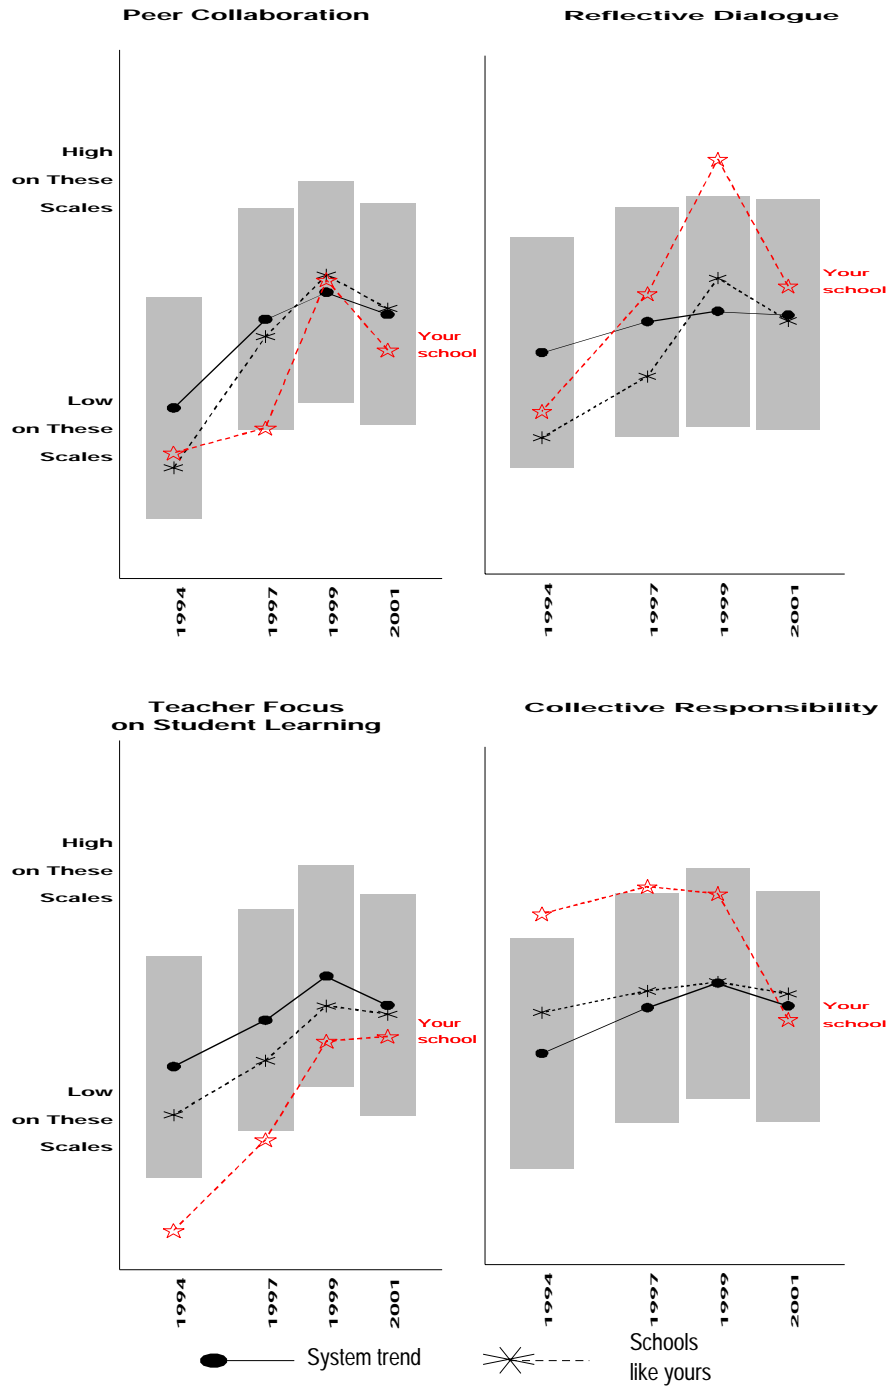 Peer Collaboration
Reflective Dialogue
High
on These
Scales
Low
on These
Scales
Your
school
Your
school
1994
1997
1999
2001
1994
1997
1999
2001
Teacher Focus
on Student Learning
Collective Responsibility
High
on These
Scales
Low
on These
Scales
Your
school
Your
school
1994
1997
1999
2001
1994
1997
1999
2001
System trend
Schools
like yours